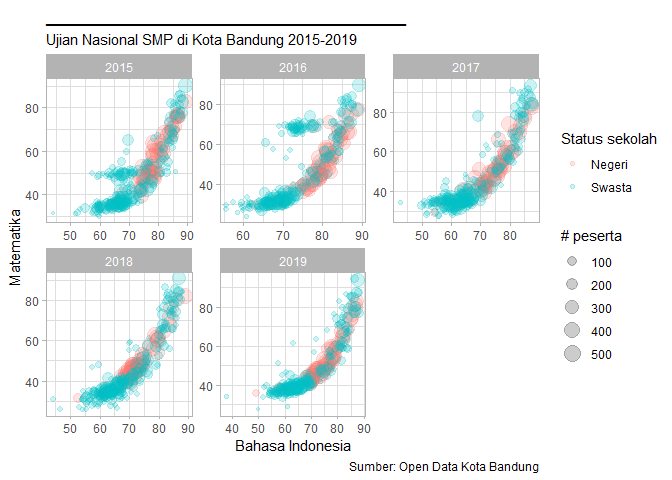 Ujian Nasional SMP di Kota Bandung 2015-2019
2015
2016
2017
80
60
40
80
60
40
80
60
40
50 60 70 80 90
60 70 80 90
50 60 70 80
2018
2019
80
60
40
80
60
40
50 60 70 80 90
40 50 60 70 80 90
Matematika
Bahasa Indonesia
Status sekolah
Negeri
Swasta
# peserta
100
200
300
400
500
Sumber: Open Data Kota Bandung